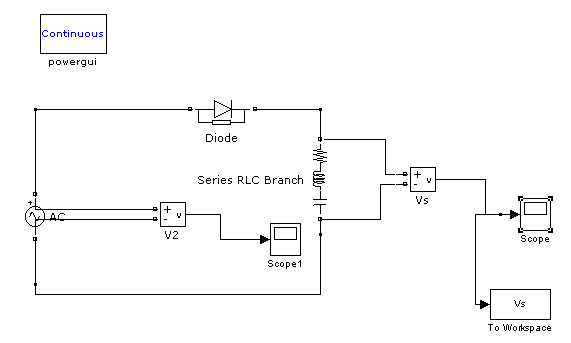 Continuous
powergui
Diode
Series RLC Branch
+
-
v
Vs
+
AC
+
-
v
V2
Scope1
Scope
Vs
To Workspace